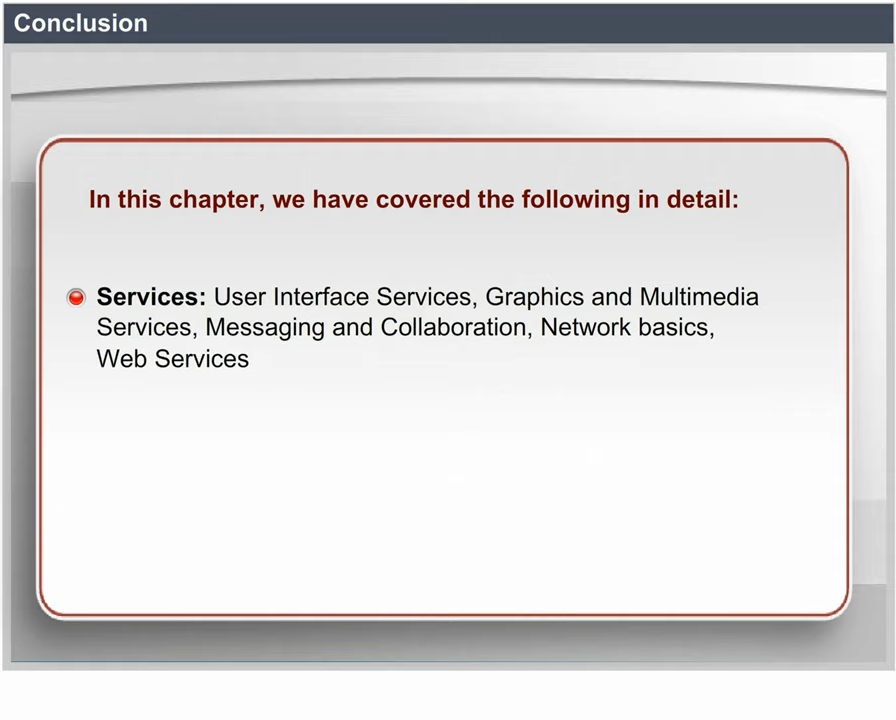 Conclusion
In this chapter, we have covered the following in detail:
Services: User Interface Services, Graphics and Multimedia
Services, Messaging and Collaboration, Network basics,
Web Services